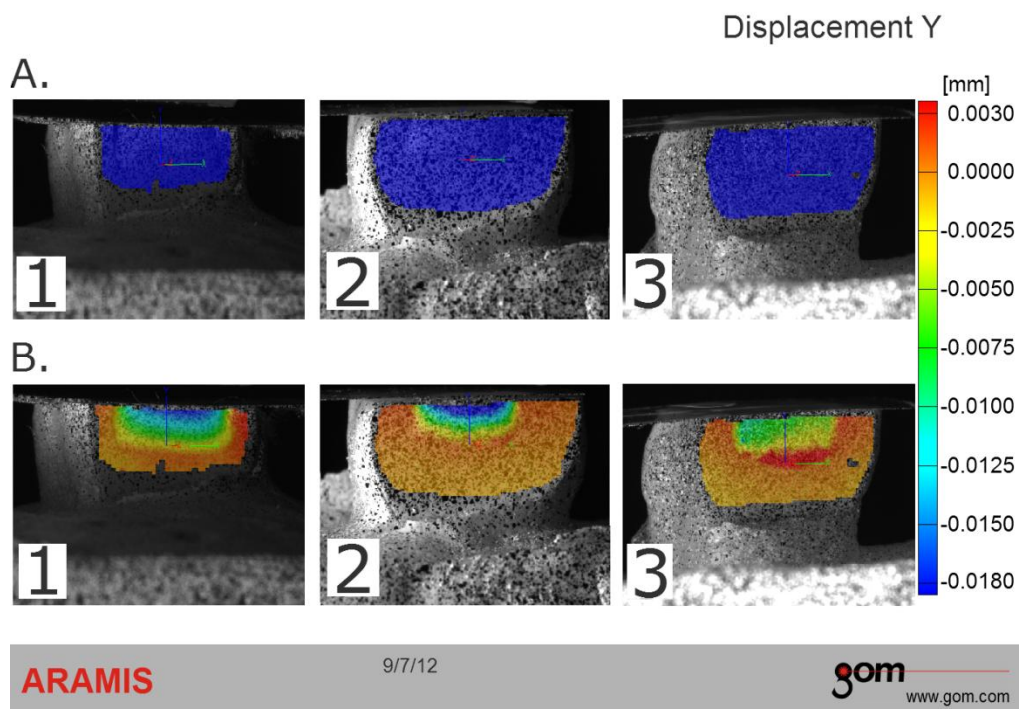 Displacement Y
A.
[mm]
1 2 3
0.0030
0.0000
-0.0025
-0.0050
-0.0075
-0.0100
-0.0125
-0.0150
-0.0180
B.
1 2 3
ARAMIS
9/7/12
gom
www.gom.com